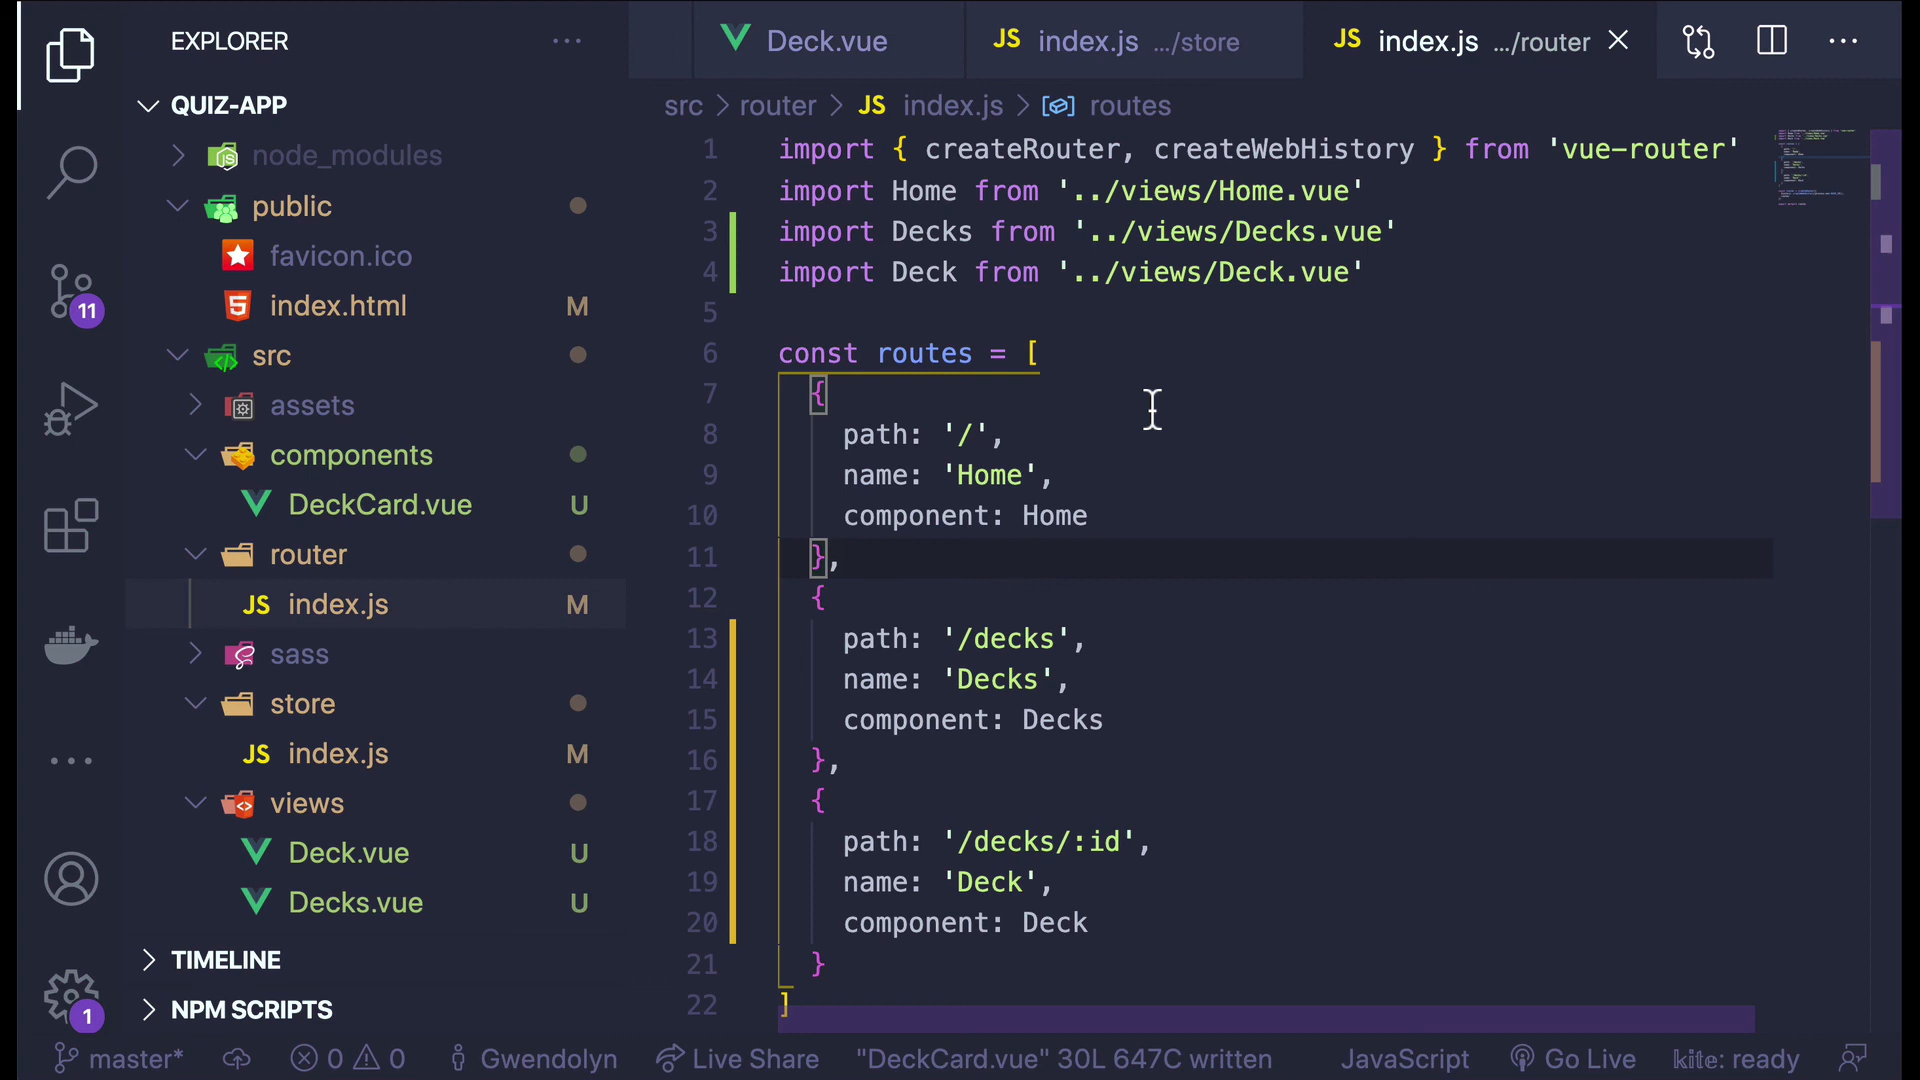 EXPLORER
QUIZ-APP
node_modules
public
favicon.ico
index.html M
src
assets
components
DeckCard.vue U
router
JS index.js M
sass
store
JS index.js M
views
Deck.vue U
Decks.vue U
TIMELINE
NPM SCRIPTS
11
1
Deck.vue
JS index.js .../store
JS index.js .../router
src > router > JS index.js > routes
1 import { createRouter, createWebHistory } from 'vue-router'
2 import Home from '../views/Home.vue'
3 import Decks from '../views/Decks.vue'
4 import Deck from '../views/Deck.vue'
5
6 const routes = [
7 {
8 path: '/',
9 name: 'Home',
10 component: Home
11 },
12 {
13 path: '/decks',
14 name: 'Decks',
15 component: Decks
16 },
17 {
18 path: '/decks/:id',
19 name: 'Deck',
20 component: Deck
21 }
22 ]
master* 0 0 Gwendolyn Live Share "DeckCard.vue" 30L 647C written JavaScript Go Live kite: ready